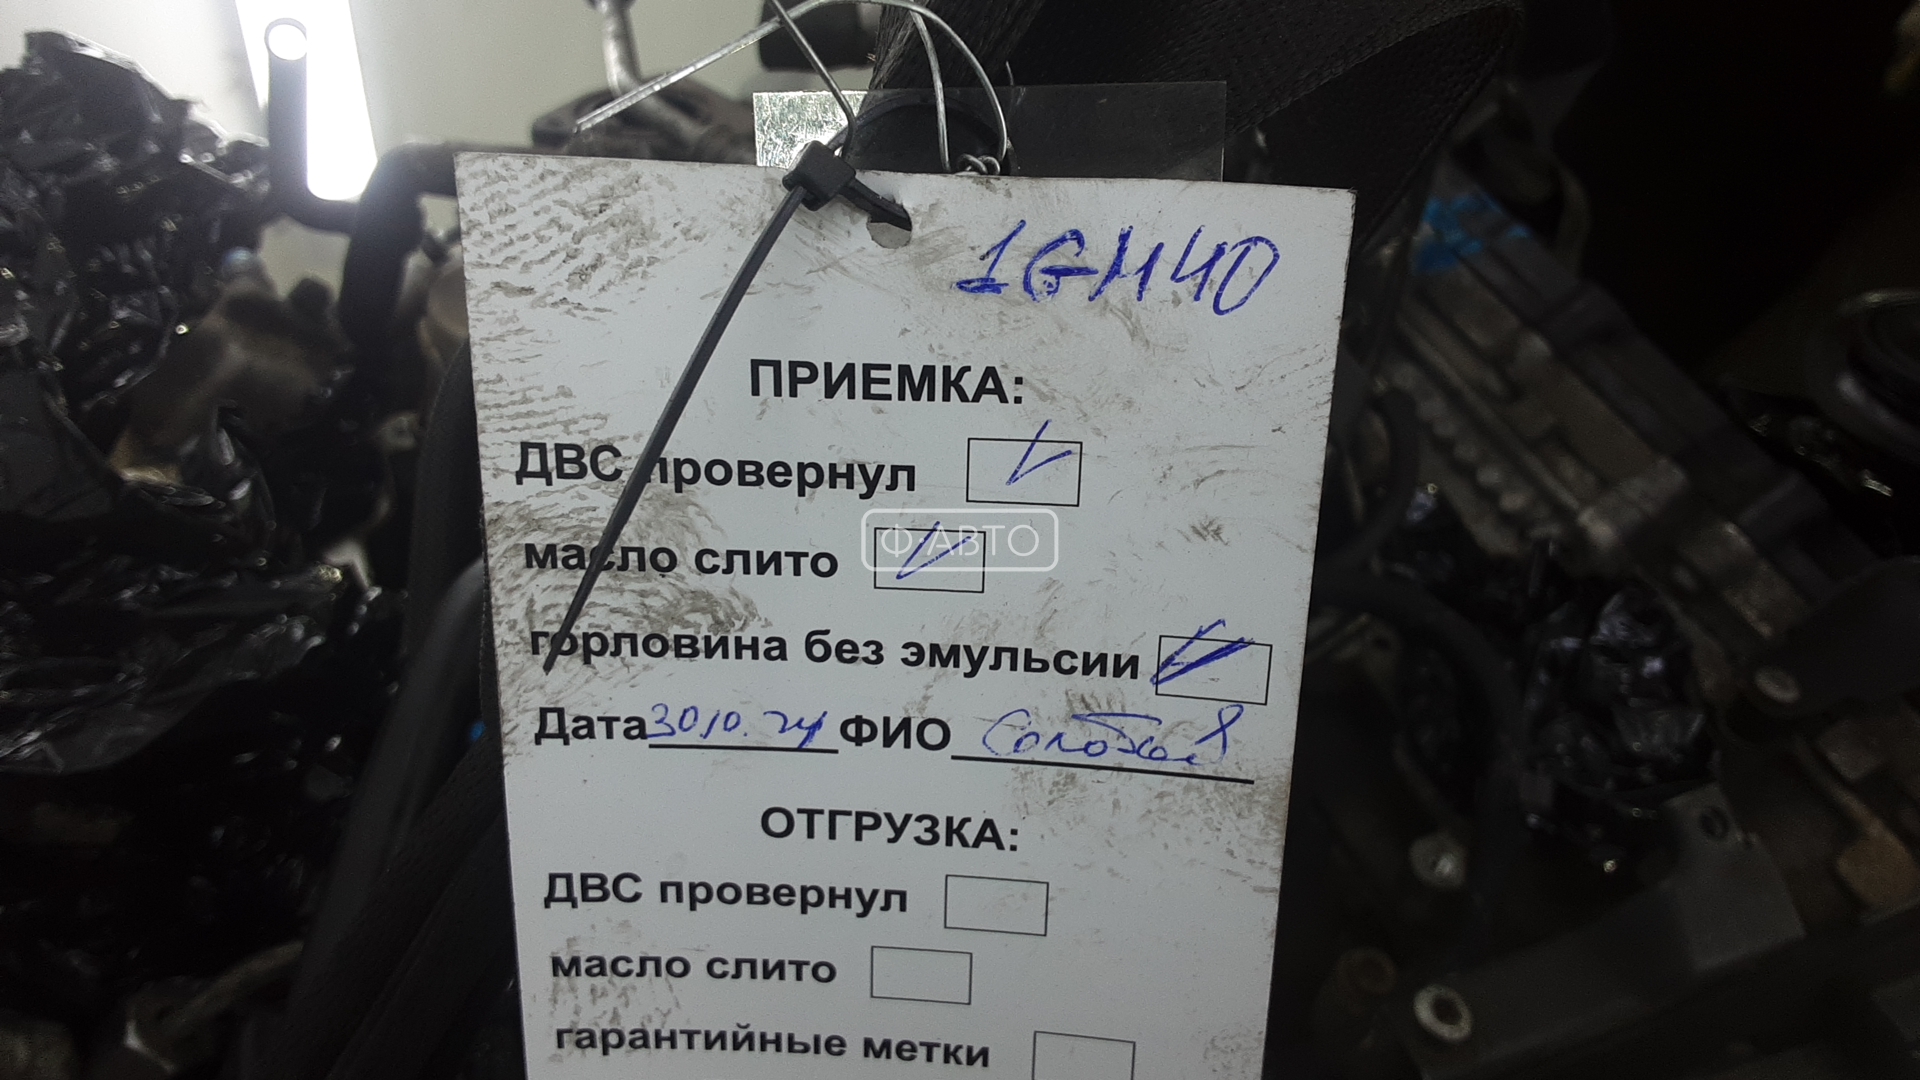 1GM40
ПРИЕМКА:
ДВС провернул
масло слито
Ф-АВТО
горловина без эмульсии
Дата 30.10.24 ФИО
ОТГРУЗКА:
ДВС провернул
масло слито
гарантийные метки